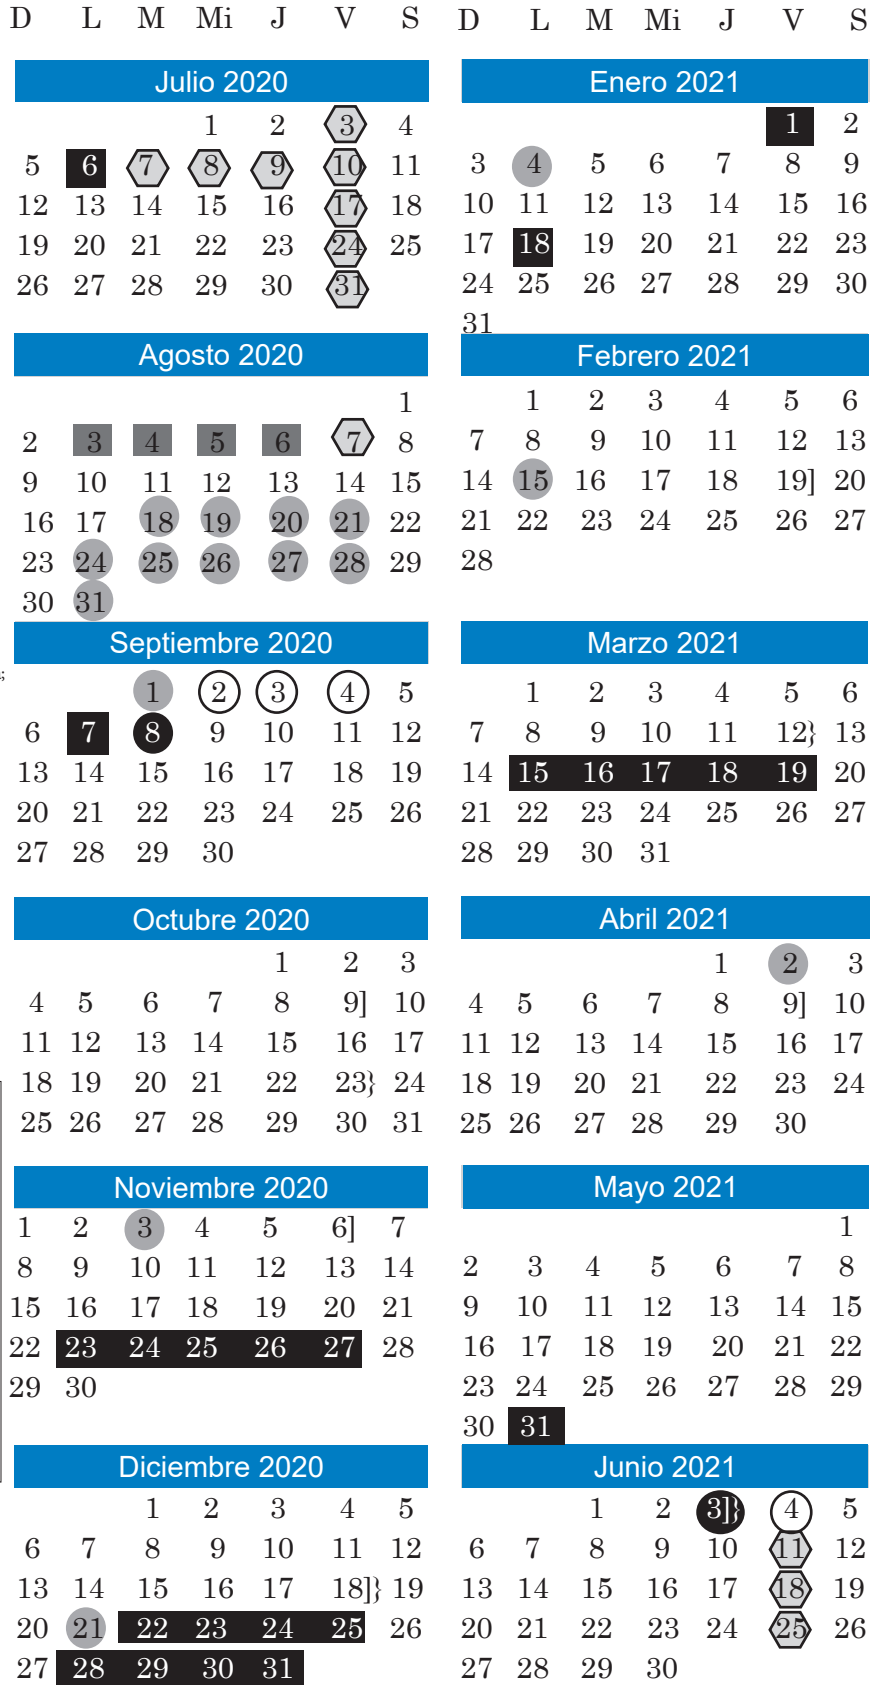 D L M Mi J V S
Julio 2020
1 2 3 4
5 6 7 8 9 10 11
12 13 14 15 16 17 18
19 20 21 22 23 24 25
26 27 28 29 30 31
Agosto 2020
1
2 3 4 5 6 7 8
9 10 11 12 13 14 15
16 17 18 19 20 21 22
23 24 25 26 27 28 29
30 31
Septiembre 2020
1 2 3 4 5
6 7 8 9 10 11 12
13 14 15 16 17 18 19
20 21 22 23 24 25 26
27 28 29 30
Octubre 2020
1 2 3
4 5 6 7 8 9] 10
11 12 13 14 15 16 17
18 19 20 21 22 23} 24
25 26 27 28 29 30 31
Noviembre 2020
1 2 3 4 5 6] 7
8 9 10 11 12 13 14
15 16 17 18 19 20 21
22 23 24 25 26 27 28
29 30
Diciembre 2020
1 2 3 4 5
6 7 8 9 10 11 12
13 14 15 16 17 18]} 19
20 21 22 23 24 25 26
27 28 29 30 31
D L M Mi J V S
Enero 2021
1 2
3 4 5 6 7 8 9
10 11 12 13 14 15 16
17 18 19 20 21 22 23
24 25 26 27 28 29 30
31
Febrero 2021
1 2 3 4 5 6
7 8 9 10 11 12 13
14 15 16 17 18 19] 20
21 22 23 24 25 26 27
28
Marzo 2021
1 2 3 4 5 6
7 8 9 10 11 12} 13
14 15 16 17 18 19 20
21 22 23 24 25 26 27
28 29 30 31
Abril 2021
1 2 3
4 5 6 7 8 9] 10
11 12 13 14 15 16 17
18 19 20 21 22 23 24
25 26 27 28 29 30
Mayo 2021
1
2 3 4 5 6 7 8
9 10 11 12 13 14 15
16 17 18 19 20 21 22
23 24 25 26 27 28 29
30 31
Junio 2021
1 2 3]} 4 5
6 7 8 9 10 11 12
13 14 15 16 17 18 19
20 21 22 23 24 25 26
27 28 29 30